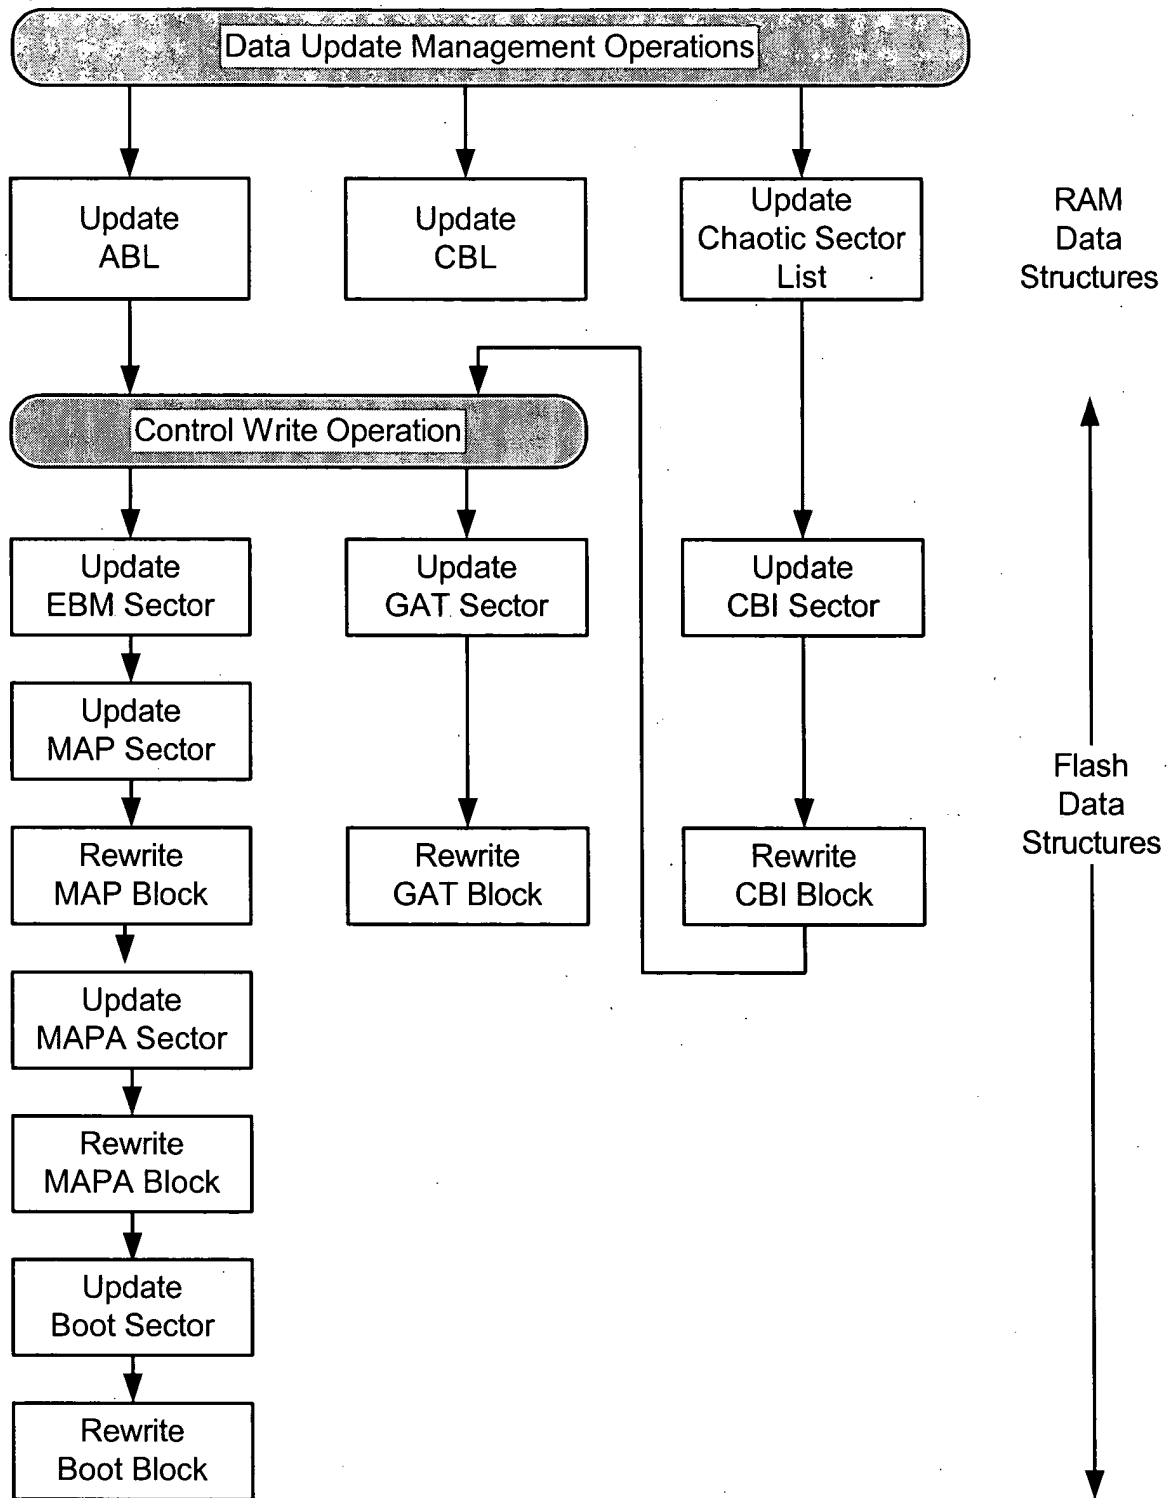 Data Update Management Operations
Update
ABL
Update
CBL
Update
Chaotic Sector
List
RAM
Data
Structures
Control Write Operation
Update
EBM Sector
Update
GAT Sector
Update
CBI Sector
Update
MAP Sector
Flash
Data
Structures
Rewrite
MAP Block
Rewrite
GAT Block
Rewrite
CBI Block
Update
MAPA Sector
Rewrite
MAPA Block
Update
Boot Sector
Rewrite
Boot Block